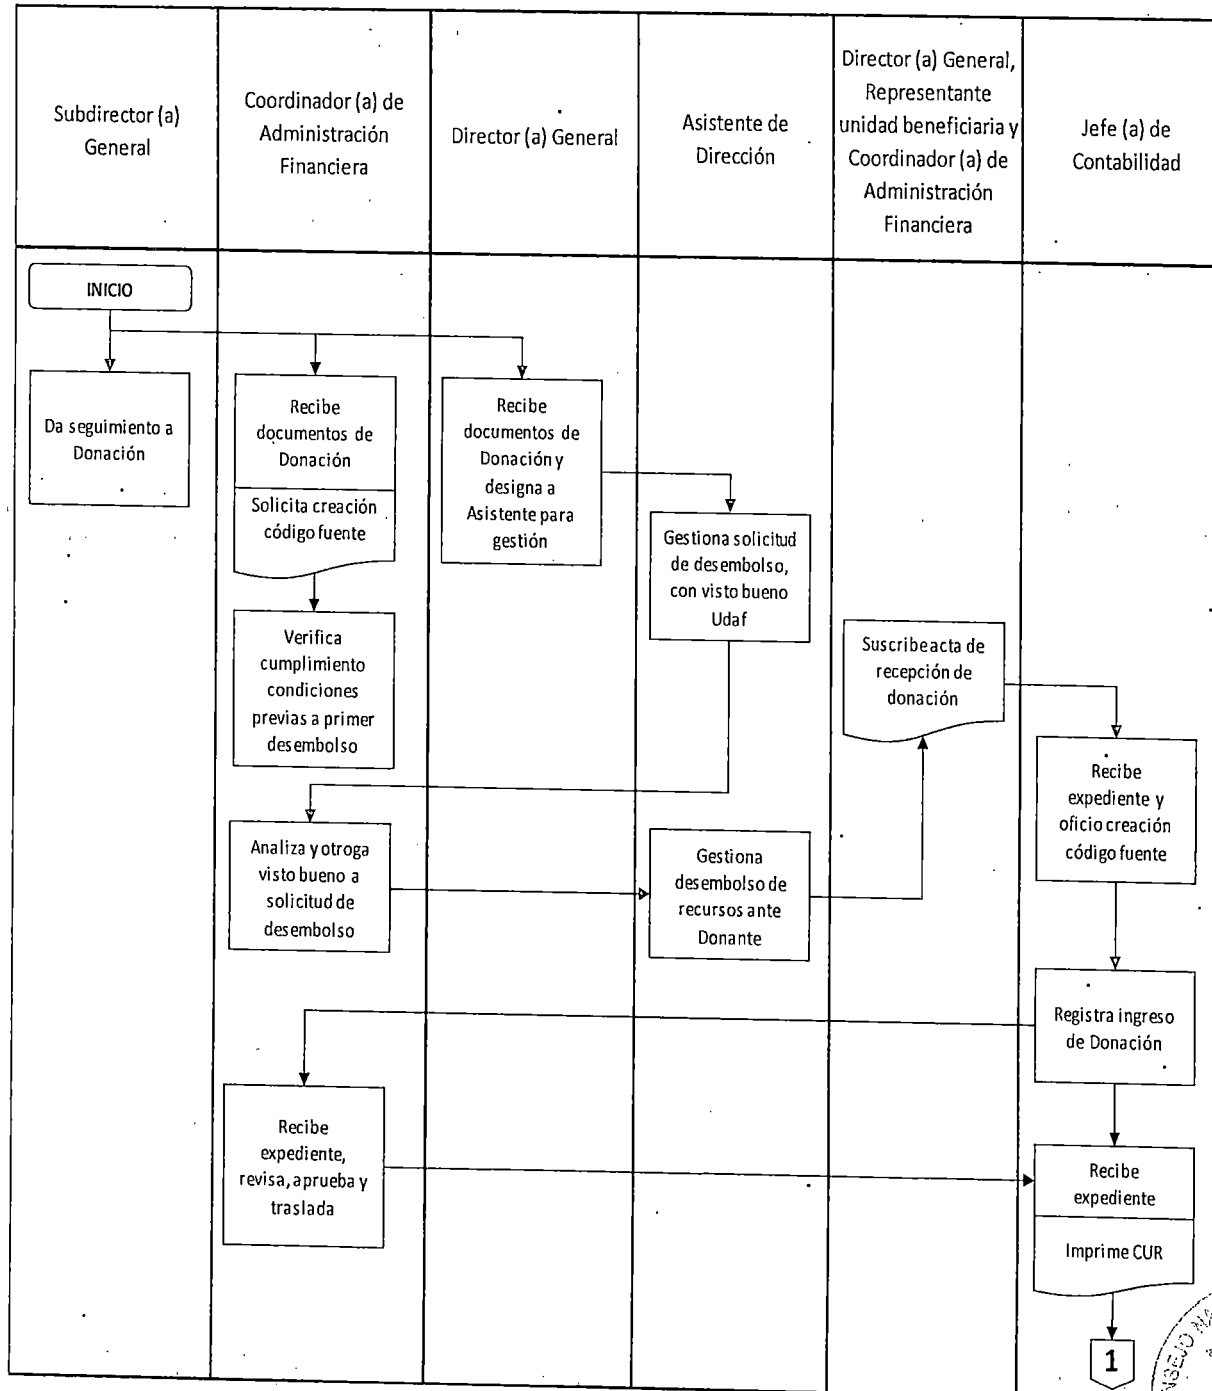 Subdirector (a)
General
Coordinador (a) de
Administración
Financiera
Director (a) General
Asistente de
Dirección
Director (a) General,
Representante
unidad beneficiaria y
Coordinador (a) de
Administración
Financiera
Jefe (a) de
Contabilidad
INICIO
Da seguimiento a
Donación
Recibe
documentos de
Donación
Solicita creación
código fuente
Recibe
documentos de
Donación y
designa a
Asistente para
gestión
Gestiona solicitud
de desembolso,
con visto bueno
Udaf
Verifica
cumplimiento
condiciones
previas a primer
desembolso
Suscribe acta de
recepción de
donación
Recibe
expediente y
oficio creación
código fuente
Analiza y otroga
visto bueno a
solicitud de
desembolso
Gestiona
desembolso de
recursos ante
Donante
Registra ingreso
de Donación
Recibe
expediente,
revisa, aprueba y
traslada
Recibe
expediente
Imprime CUR
1